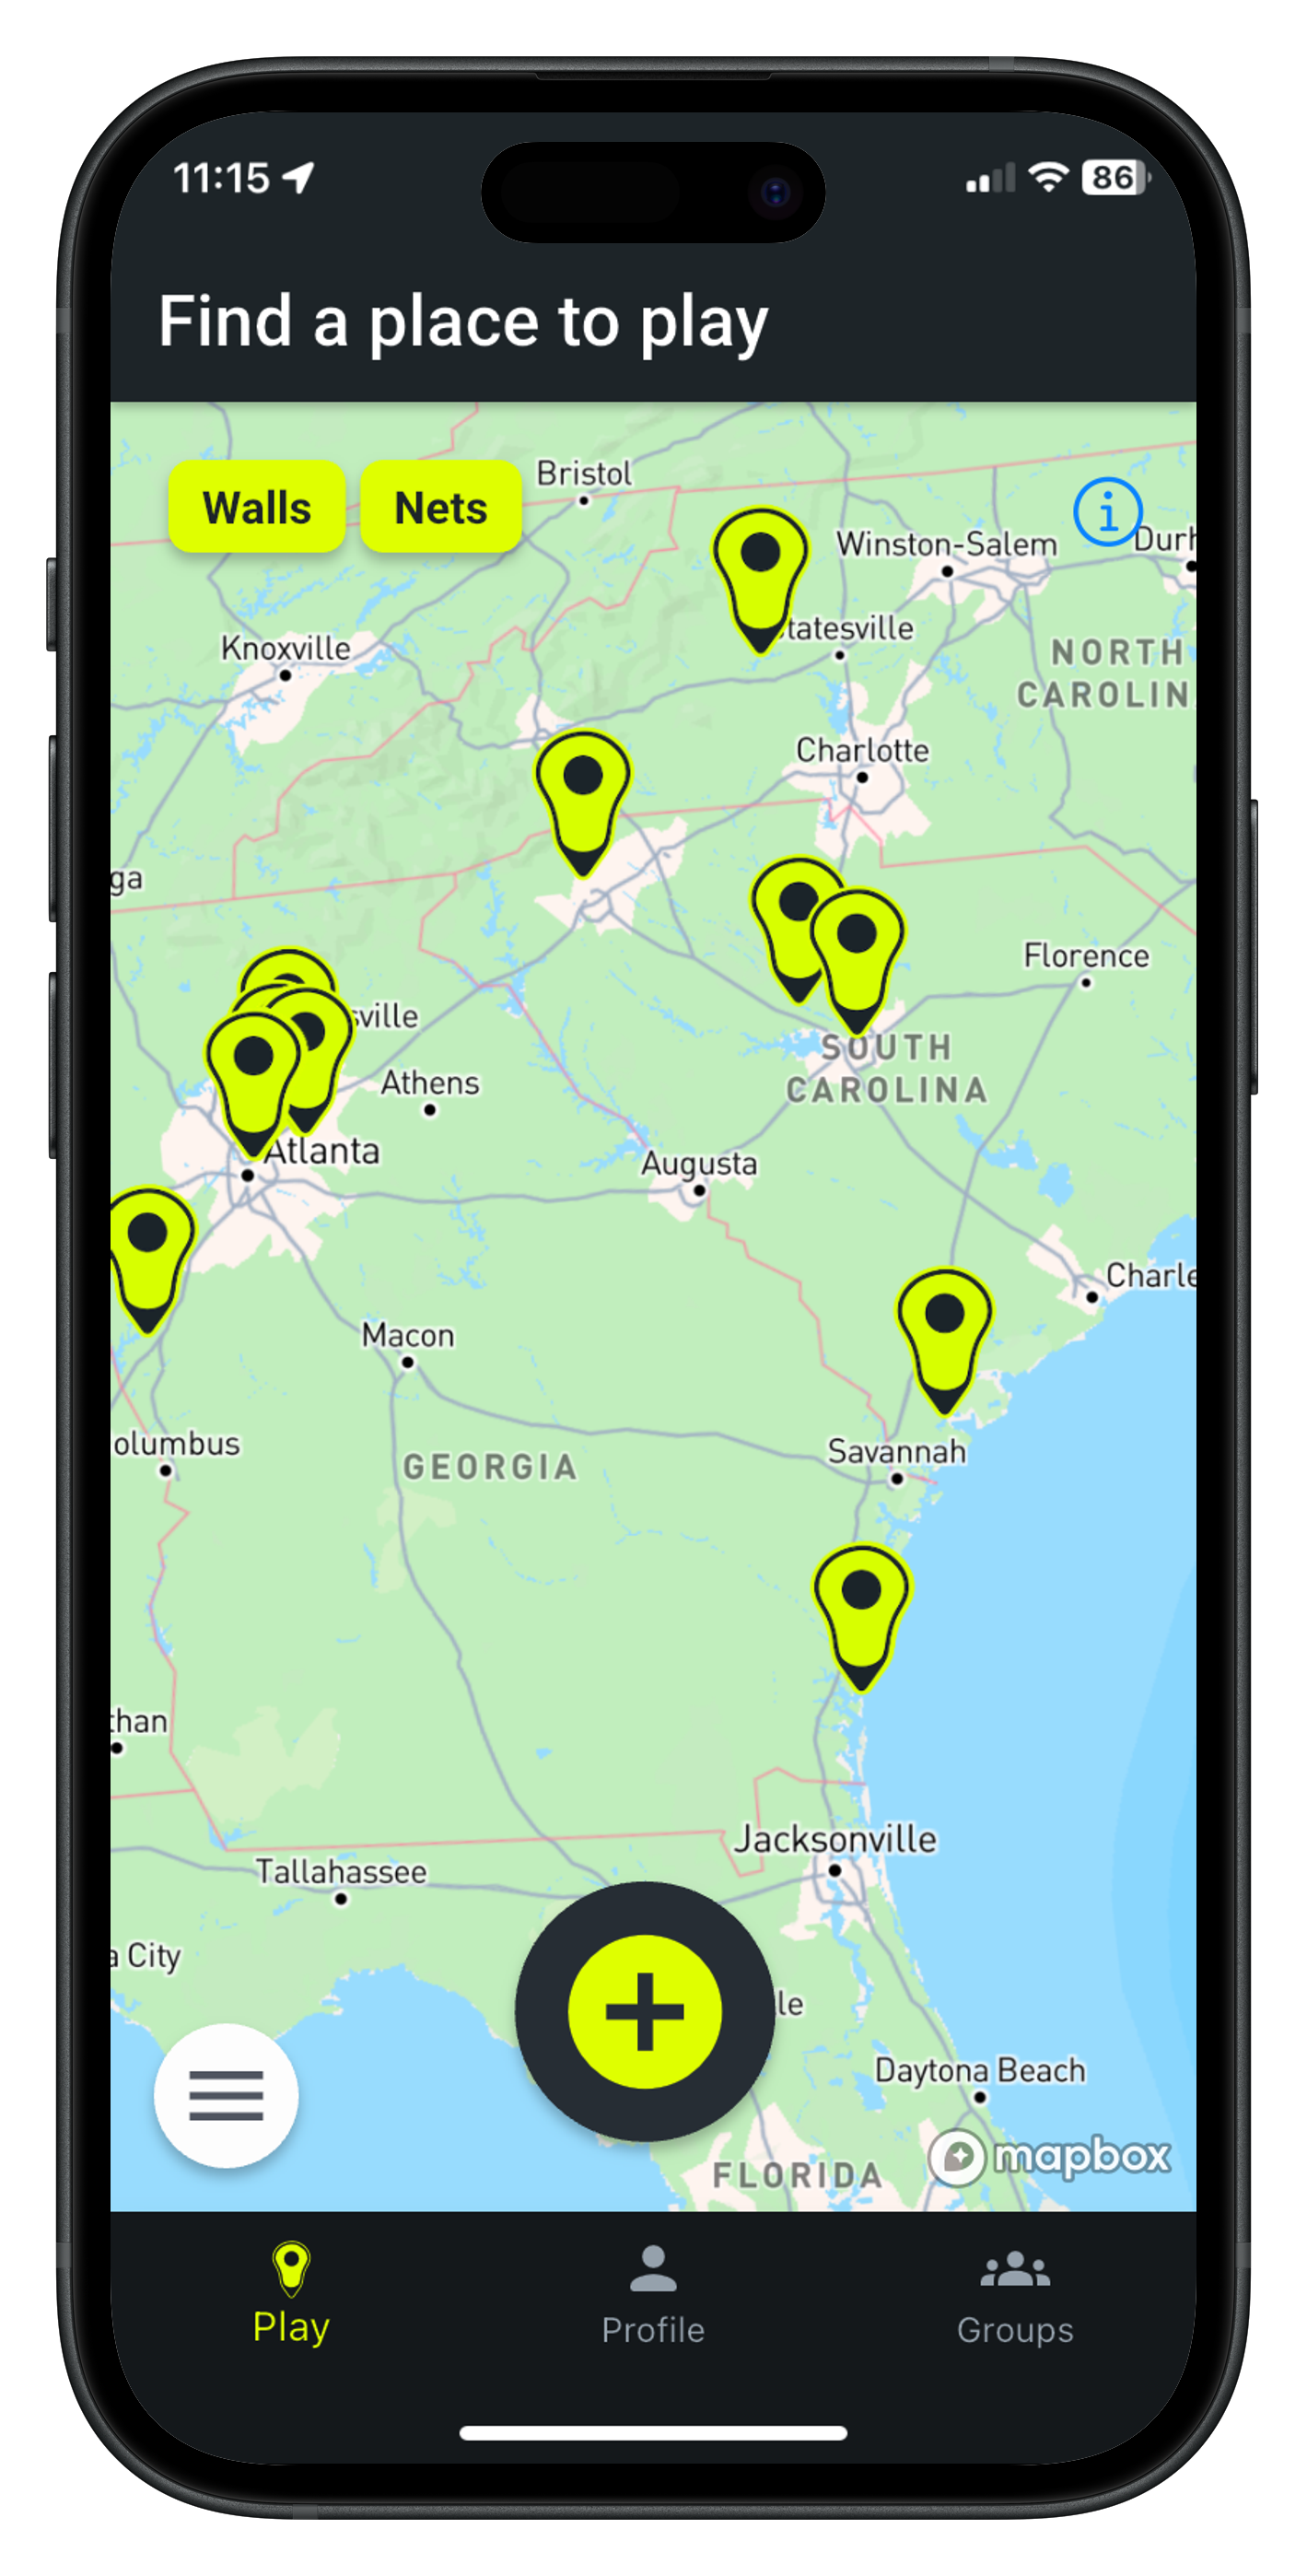 11:15
86
Find a place to play
Walls
Nets
Bristol
Winston-Salem
Durh
tatesville
Knoxville
NORTH
CAROLIN
Charlotte
ga
Florence
sville
SOUTH
CAROLINA
Athens
Atlanta
Augusta
Charle
Macon
olumbus
GEORGIA
Savannah
than
Jacksonville
Tallahassee
a City
le
Daytona Beach
FLORIDA
mapbox
Play
Profile
Groups